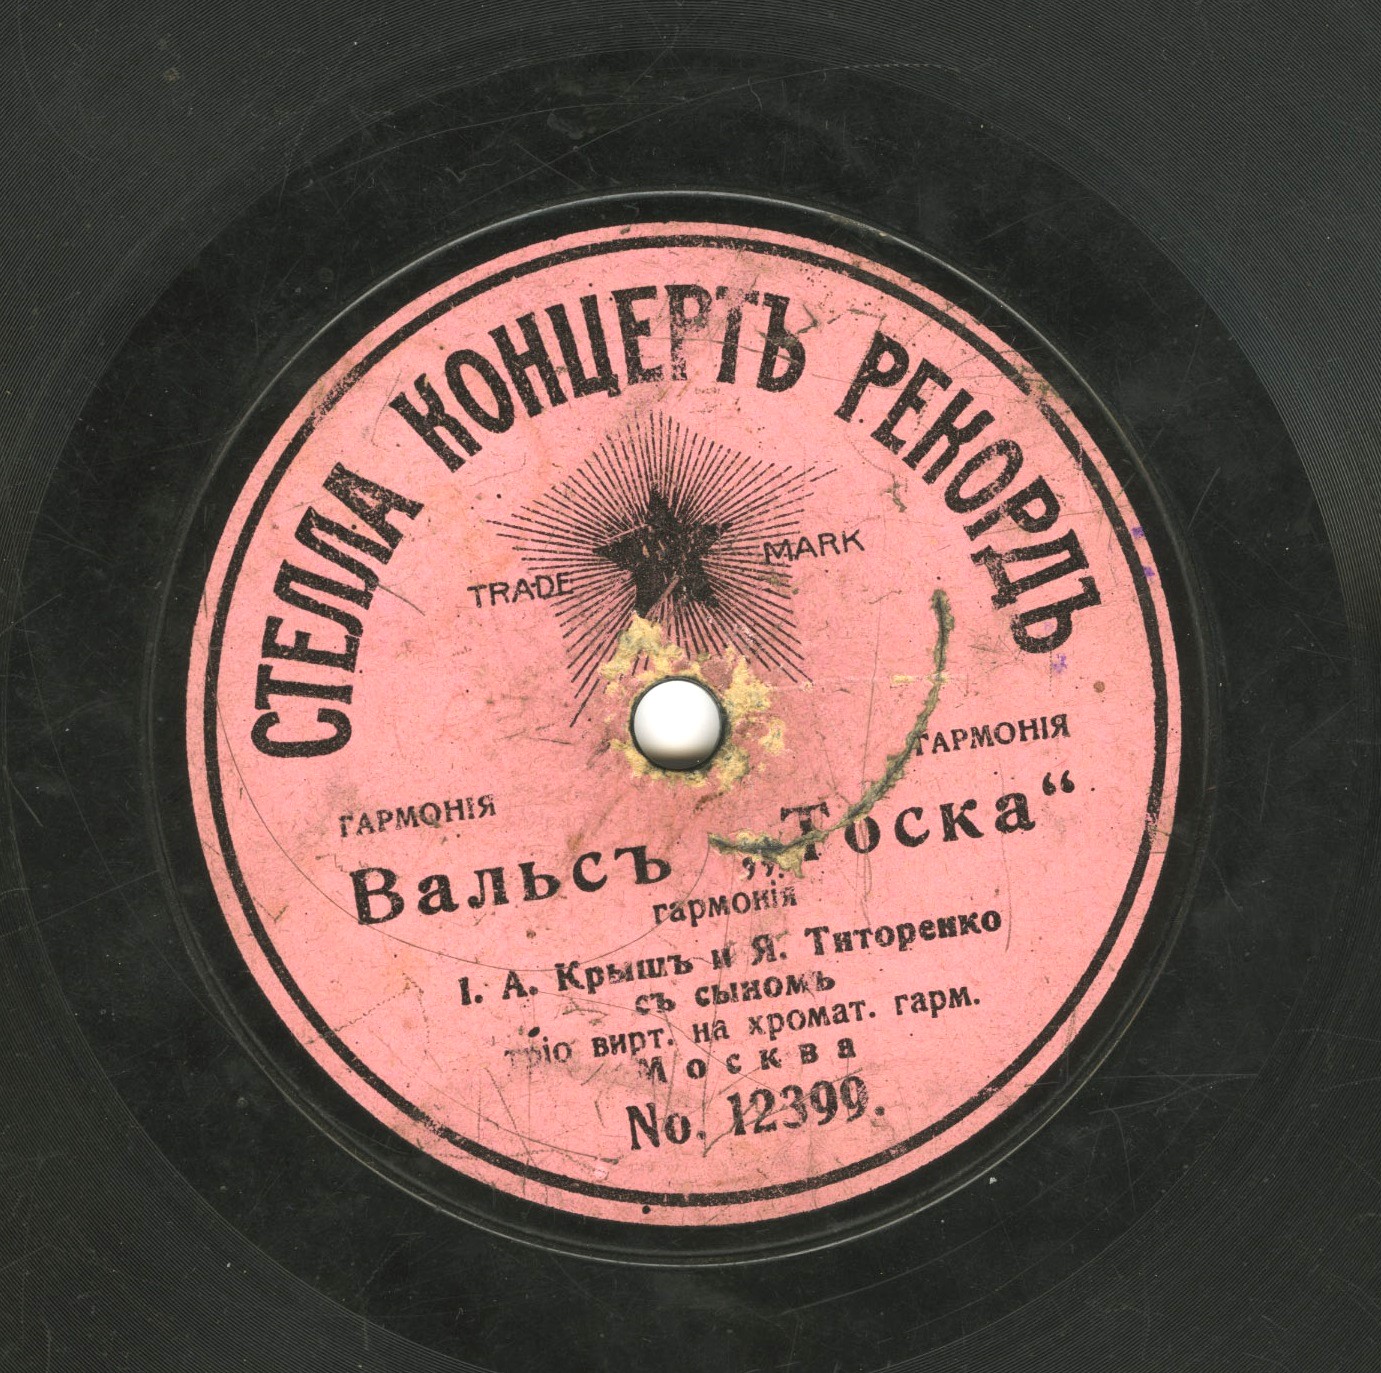 СТЕЛЛА КОНЦЕРТЪ РЕКОРДЪ
TRADE MARK
ГАРМОНІЯ ГАРМОНІЯ
Вальсъ „Тоска“
гармонія
І. А. Крышъ и Я. Титоренко
съ сыномъ
тріо вирт. на хромат. гарм.
Москва
No. 12399.